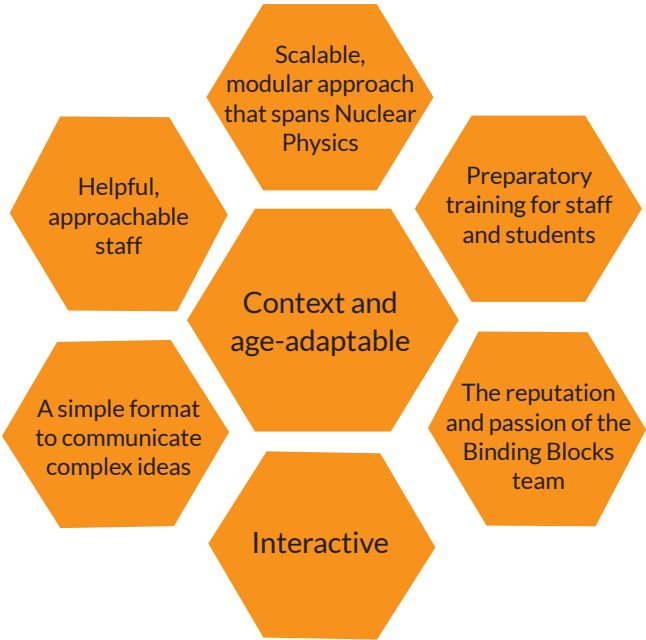 Scalable,
modular approach
that spans Nuclear
Physics
Helpful,
approachable
staff
Preparatory
training for staff
and students
Context and
age-adaptable
A simple format
to communicate
complex ideas
The reputation
and passion of the
Binding Blocks
team
Interactive